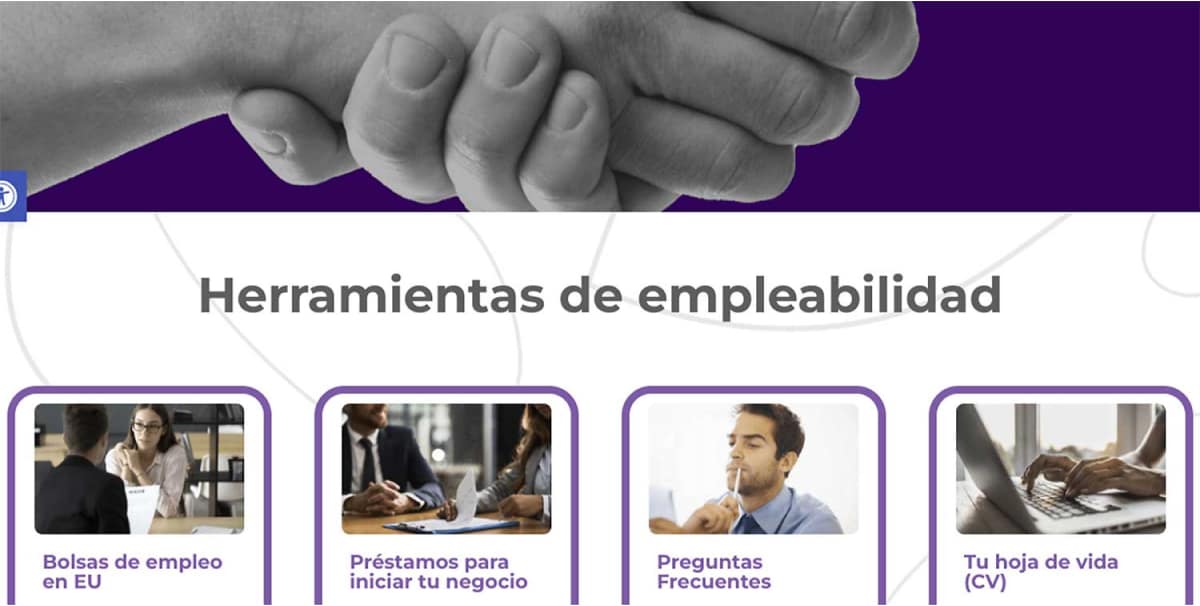 Herramientas de empleabilidad
Bolsas de empleo
en EU
Préstamos para
iniciar tu negocio
Preguntas
Frecuentes
Tu hoja de vida
(CV)